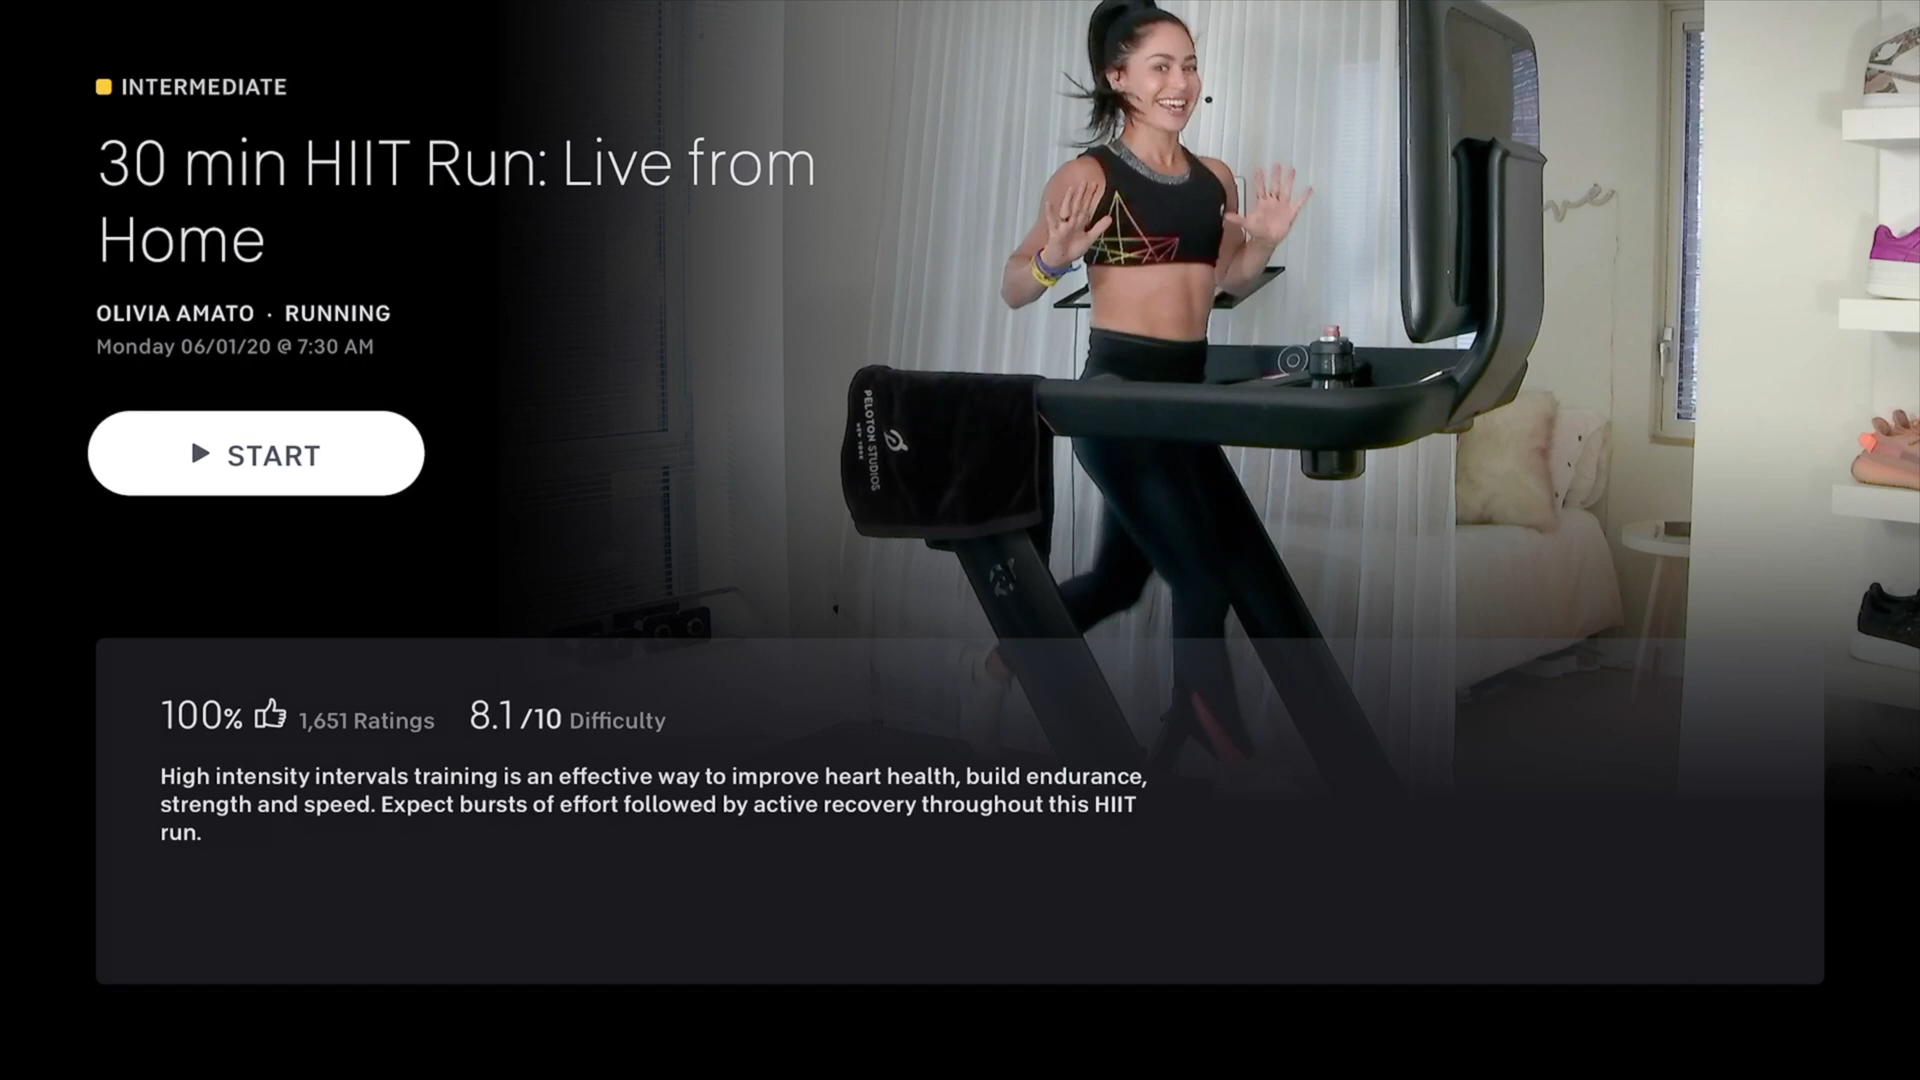 INTERMEDIATE
30 min HIIT Run: Live from
Home
OLIVIA AMATO · RUNNING
Monday 06/01/20 @ 7:30 AM
START
PELOTON STUDIOS
NEW YORK
100% 1,651 Ratings 8.1/10 Difficulty
High intensity intervals training is an effective way to improve heart health, build endurance,
strength and speed. Expect bursts of effort followed by active recovery throughout this HIIT
run.